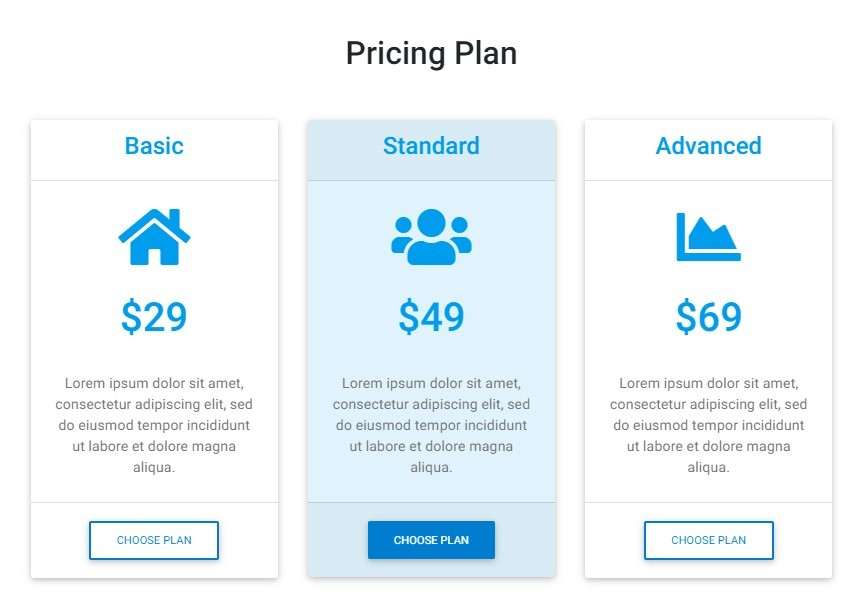 Pricing Plan
Basic
$29
Lorem ipsum dolor sit amet,
consectetur adipiscing elit, sed
do eiusmod tempor incididunt
ut labore et dolore magna
aliqua.
CHOOSE PLAN
Standard
$49
Lorem ipsum dolor sit amet,
consectetur adipiscing elit, sed
do eiusmod tempor incididunt
ut labore et dolore magna
aliqua.
CHOOSE PLAN
Advanced
$69
Lorem ipsum dolor sit amet,
consectetur adipiscing elit, sed
do eiusmod tempor incididunt
ut labore et dolore magna
aliqua.
CHOOSE PLAN